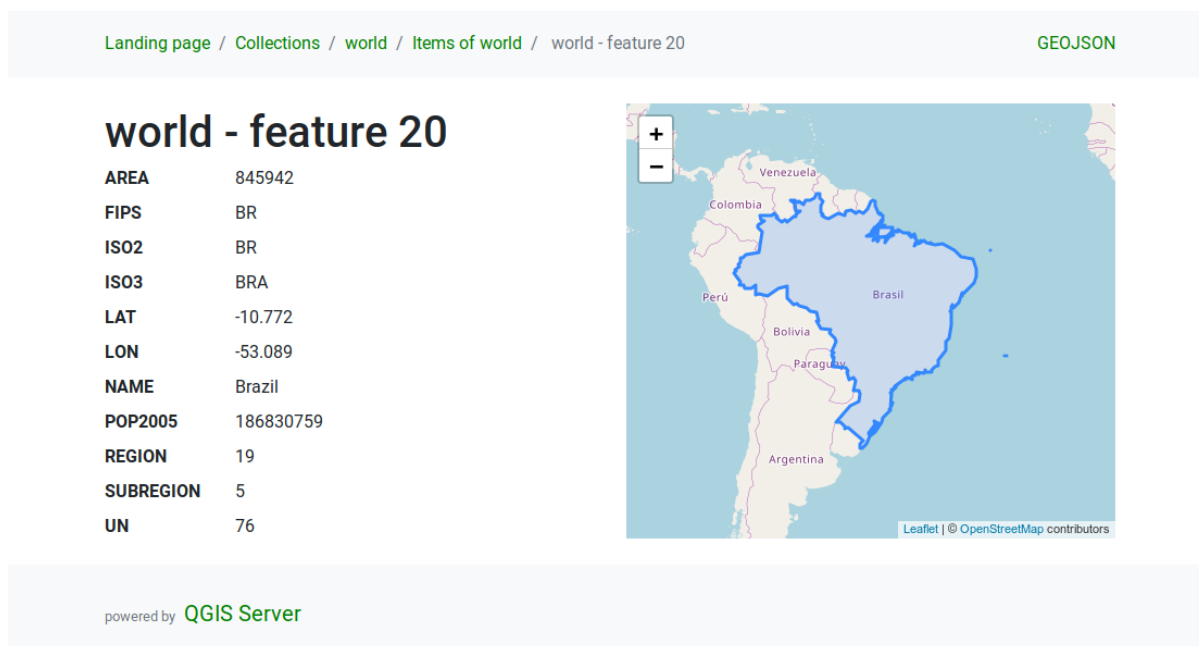 Landing page / Collections / world / Items of world / world - feature 20 GEOJSON
world - feature 20
AREA 845942
FIPS BR
ISO2 BR
ISO3 BRA
LAT -10.772
LON -53.089
NAME Brazil
POP2005 186830759
REGION 19
SUBREGION 5
UN 76
+
−
Venezuela
Colombia
Brasil
Perú
Bolivia
Paraguay
Argentina
Leaflet | © OpenStreetMap contributors
powered by QGIS Server